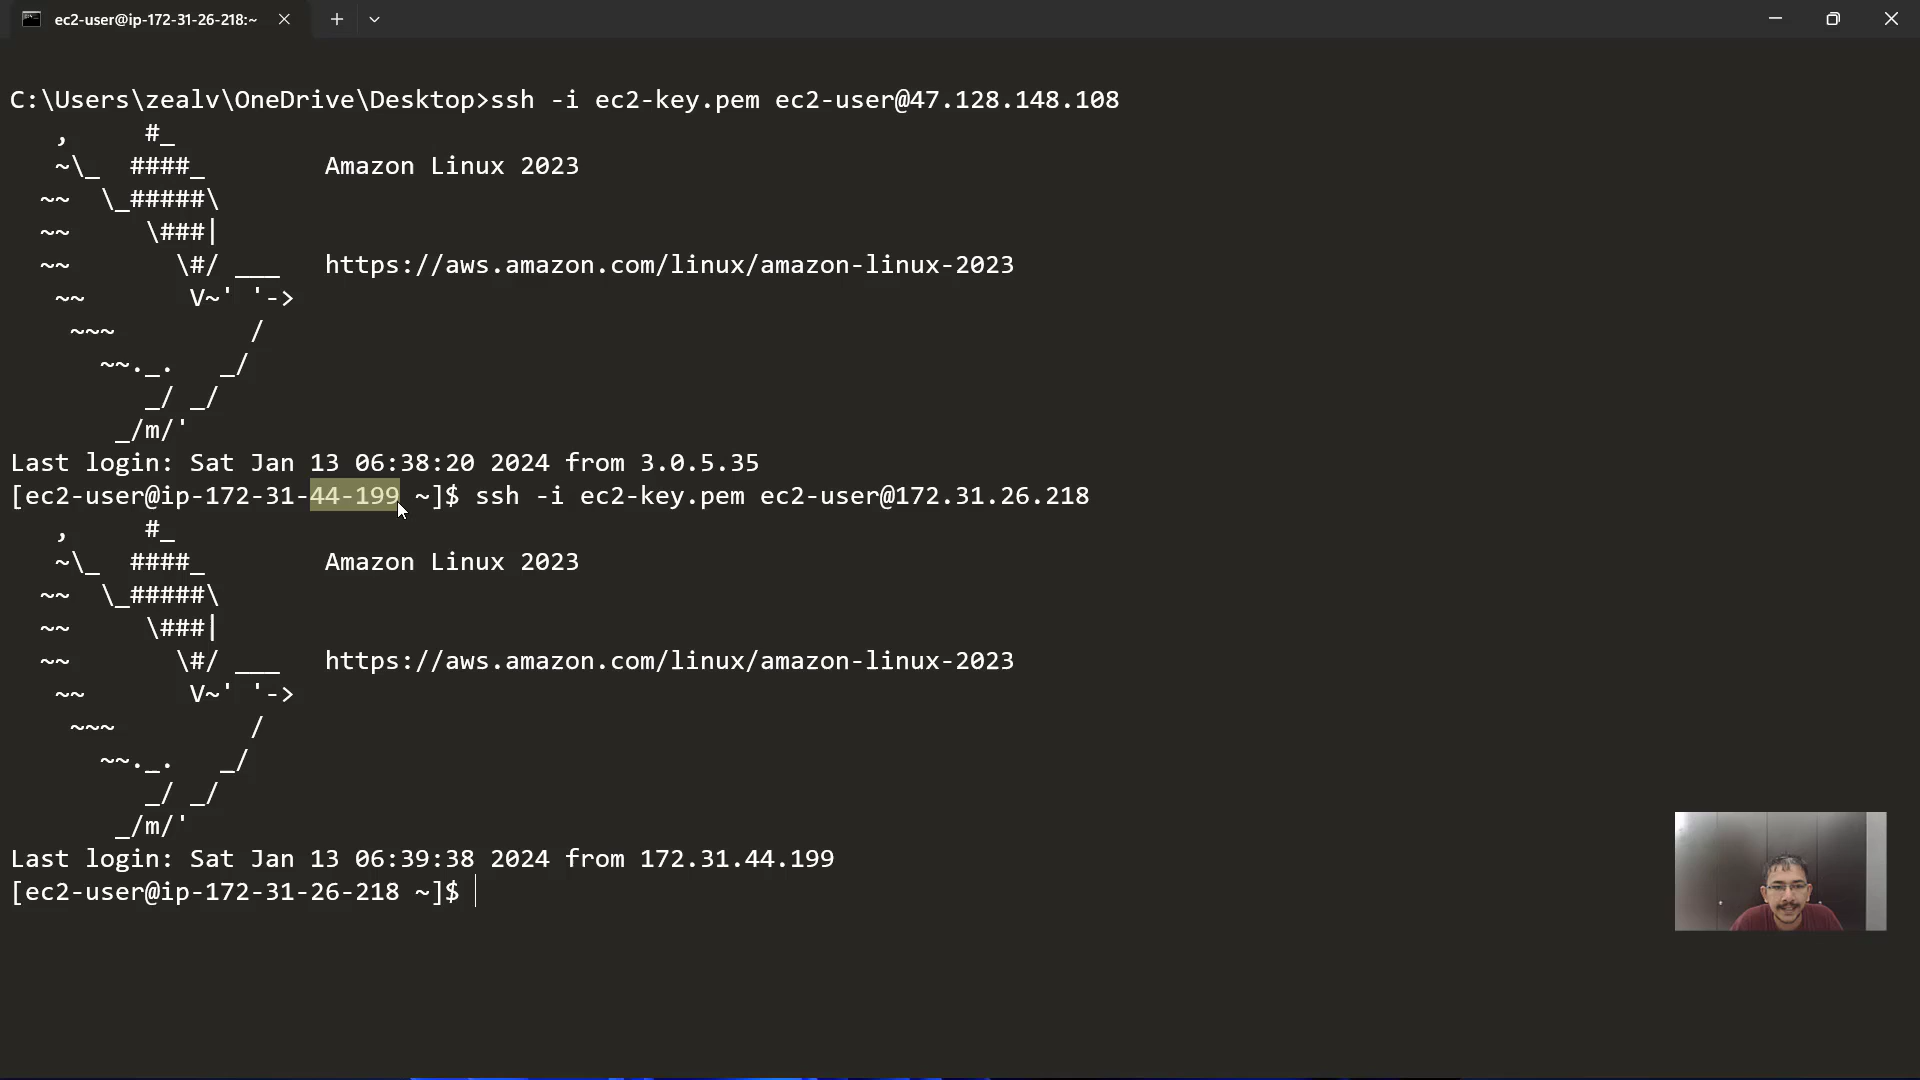 ec2-user@ip-172-31-26-218:~
C:\Users\zealv\OneDrive\Desktop>ssh -i ec2-key.pem ec2-user@47.128.148.108
   ,     #_
   ~\_  ####_        Amazon Linux 2023
  ~~  \_#####\
  ~~     \###|
  ~~       \#/ ___   https://aws.amazon.com/linux/amazon-linux-2023
   ~~       V~' '->
    ~~~         /
      ~~._.   _/
         _/ _/
       _/m/'
Last login: Sat Jan 13 06:38:20 2024 from 3.0.5.35
[ec2-user@ip-172-31-44-199 ~]$ ssh -i ec2-key.pem ec2-user@172.31.26.218
   ,     #_
   ~\_  ####_        Amazon Linux 2023
  ~~  \_#####\
  ~~     \###|
  ~~       \#/ ___   https://aws.amazon.com/linux/amazon-linux-2023
   ~~       V~' '->
    ~~~         /
      ~~._.   _/
         _/ _/
       _/m/'
Last login: Sat Jan 13 06:39:38 2024 from 172.31.44.199
[ec2-user@ip-172-31-26-218 ~]$